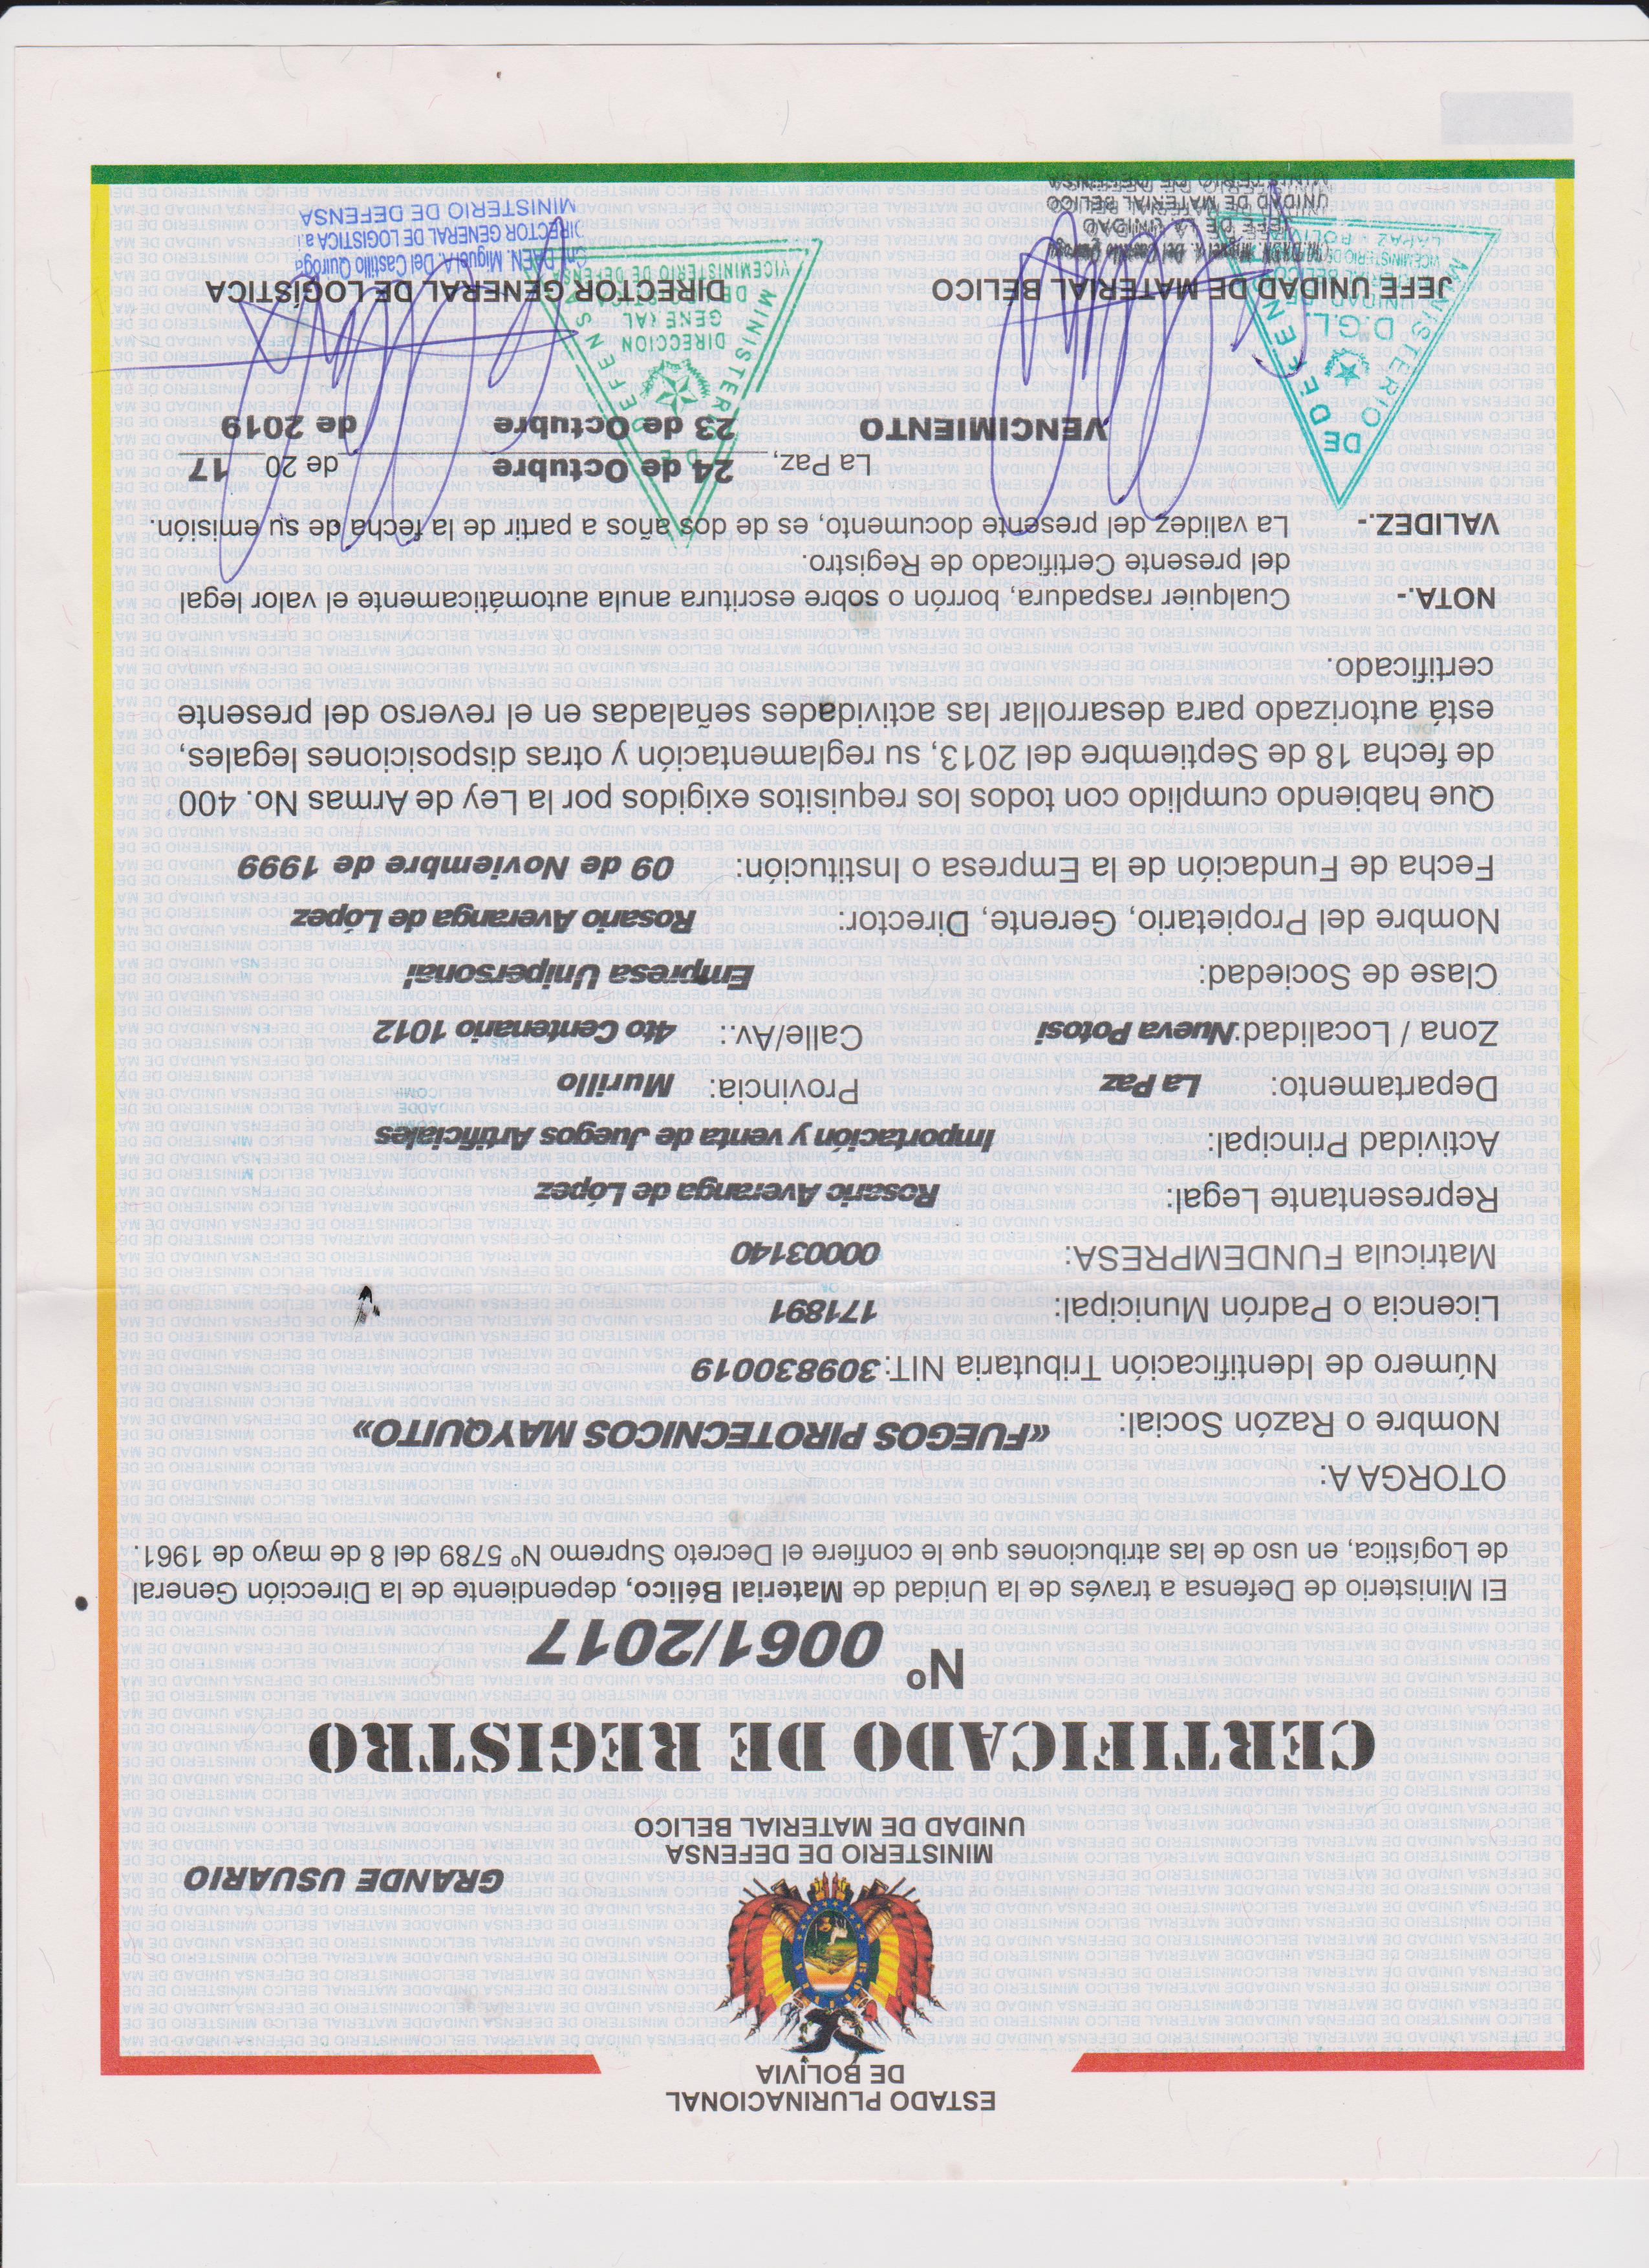 ESTADO PLURINACIONAL
DE BOLIVIA
MINISTERIO DE DEFENSA
UNIDAD DE MATERIAL BELICO
GRANDE USUARIO
CERTIFICADO DE REGISTRO
Nº 0061/2017
El Ministerio de Defensa a través de la Unidad de Material Bélico, dependiente de la Dirección General
de Logística, en uso de las atribuciones que le confiere el Decreto Supremo Nº 5789 del 8 de mayo de 1961.
OTORGA A:
Nombre o Razón Social: «FUEGOS PIROTECNICOS MAYQUITO»
Número de Identificación Tributaria NIT: 309830019
Licencia o Padrón Municipal: 171891
Matricula FUNDEMPRESA: 00003140
Representante Legal: Rosario Averanga de López
Actividad Principal: Importación y venta de Juegos Artificiales
Departamento: La Paz Provincia: Murillo
Zona / Localidad: Nueva Potosi Calle/Av.: 4to Centenario 1012
Clase de Sociedad: Empresa Unipersonal
Nombre del Propietario, Gerente, Director: Rosario Averanga de López
Fecha de Fundación de la Empresa o Institución: 09 de Noviembre de 1999
Que habiendo cumplido con todos los requisitos exigidos por la Ley de Armas No. 400
de fecha 18 de Septiembre del 2013, su reglamentación y otras disposiciones legales,
está autorizado para desarrollar las actividades señaladas en el reverso del presente
certificado.
NOTA.- Cualquier raspadura, borrón o sobre escritura anula automáticamente el valor legal
del presente Certificado de Registro.
VALIDEZ.- La validez del presente documento, es de dos años a partir de la fecha de su emisión.
La Paz, 24 de Octubre de 2017
VENCIMIENTO 23 de Octubre de 2019
MINISTERIO DE DEFENSA
D.G.L.
MINISTERIO DE DEFENSA
DIRECCION
GENERAL
VICEMINISTERIO DE DEFENSA
JEFE UNIDAD DE MATERIAL BELICO DIRECTOR GENERAL DE LOGISTICA
JEFE DE LA UNIDAD
UNIDAD DE MATERIAL BELICO
MINISTERIO DE DEFENSA
DAEN. Miguel A. Del Castillo Quiroga
DIRECTOR GENERAL DE LOGISTICA
MINISTERIO DE DEFENSA